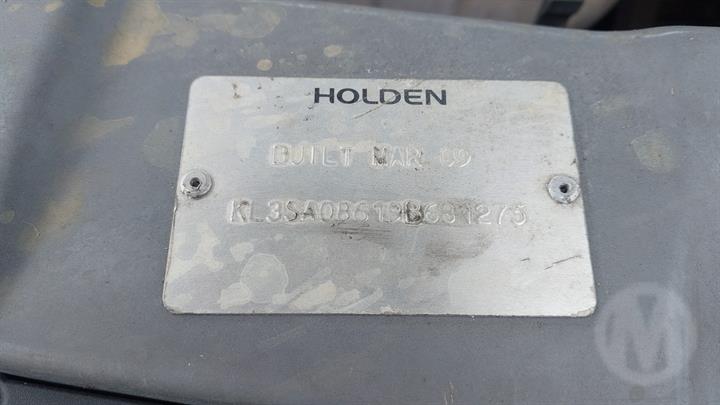 HOLDEN
BUILT MAR 09
KL3SA0B619B631275
M